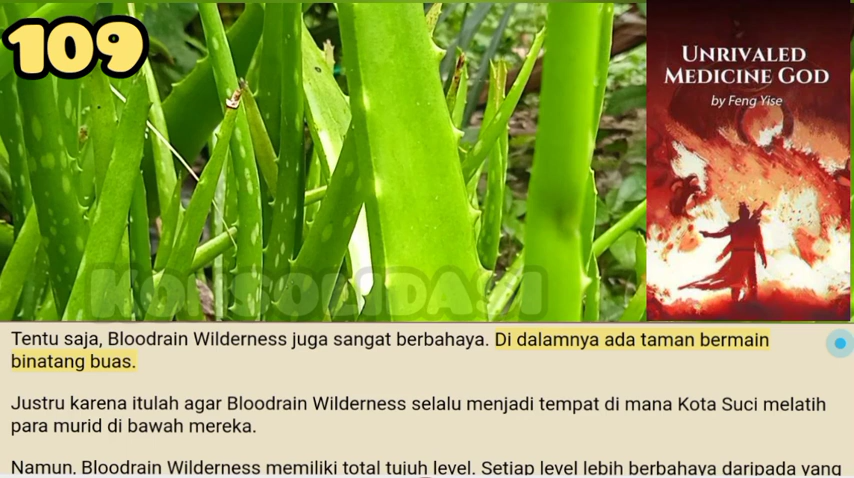 109
UNRIVALED
MEDICINE GOD
by Feng Yise
KONSOLIDASI
Tentu saja, Bloodrain Wilderness juga sangat berbahaya. Di dalamnya ada taman bermain
binatang buas.
Justru karena itulah agar Bloodrain Wilderness selalu menjadi tempat di mana Kota Suci melatih
para murid di bawah mereka.
Namun, Bloodrain Wilderness memiliki total tujuh level. Setiap level lebih berbahaya daripada yang